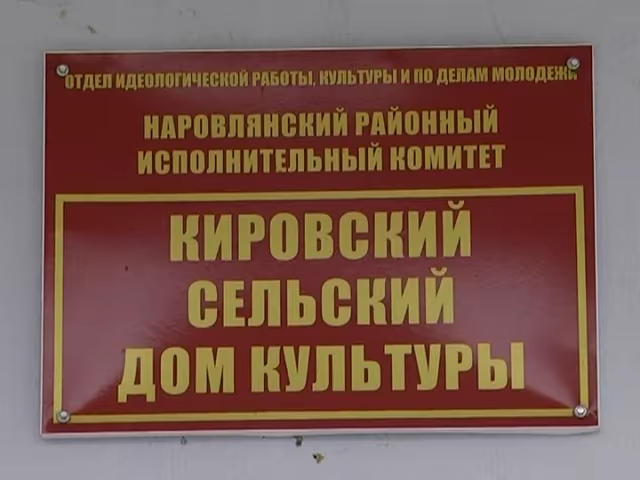 ОТДЕЛ ИДЕОЛОГИЧЕСКОЙ РАБОТЫ, КУЛЬТУРЫ И ПО ДЕЛАМ МОЛОДЕЖИ
НАРОВЛЯНСКИЙ РАЙОННЫЙ
ИСПОЛНИТЕЛЬНЫЙ КОМИТЕТ
КИРОВСКИЙ
СЕЛЬСКИЙ
ДОМ КУЛЬТУРЫ